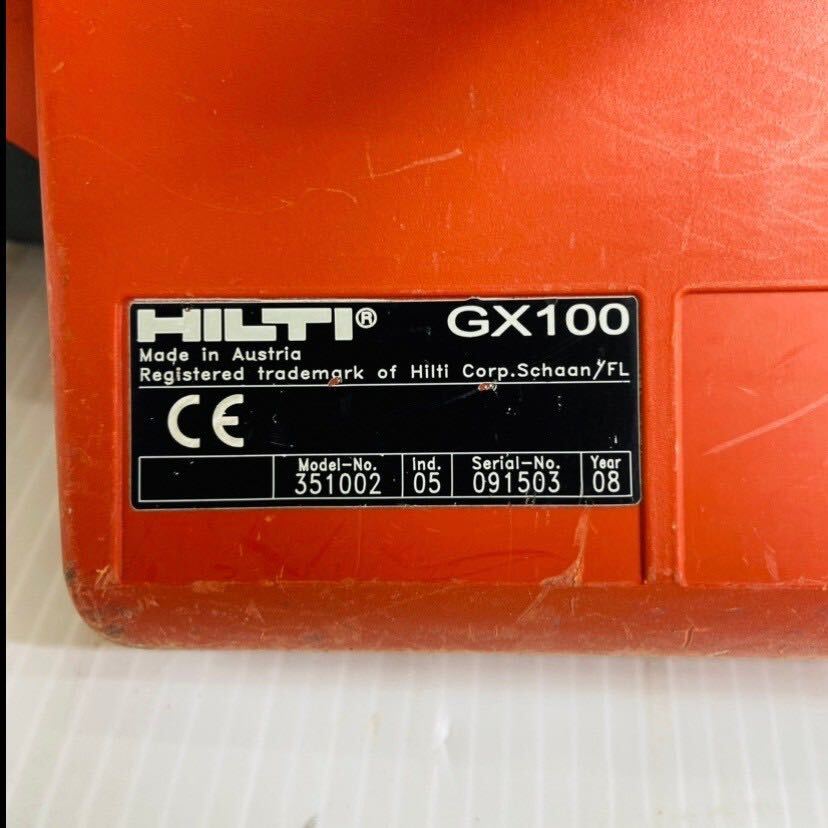 HILTI® GX100
Made in Austria
Registered trademark of Hilti Corp.Schaan/FL
CE
Model-No. Ind. Serial-No. Year
351002 05 091503 08